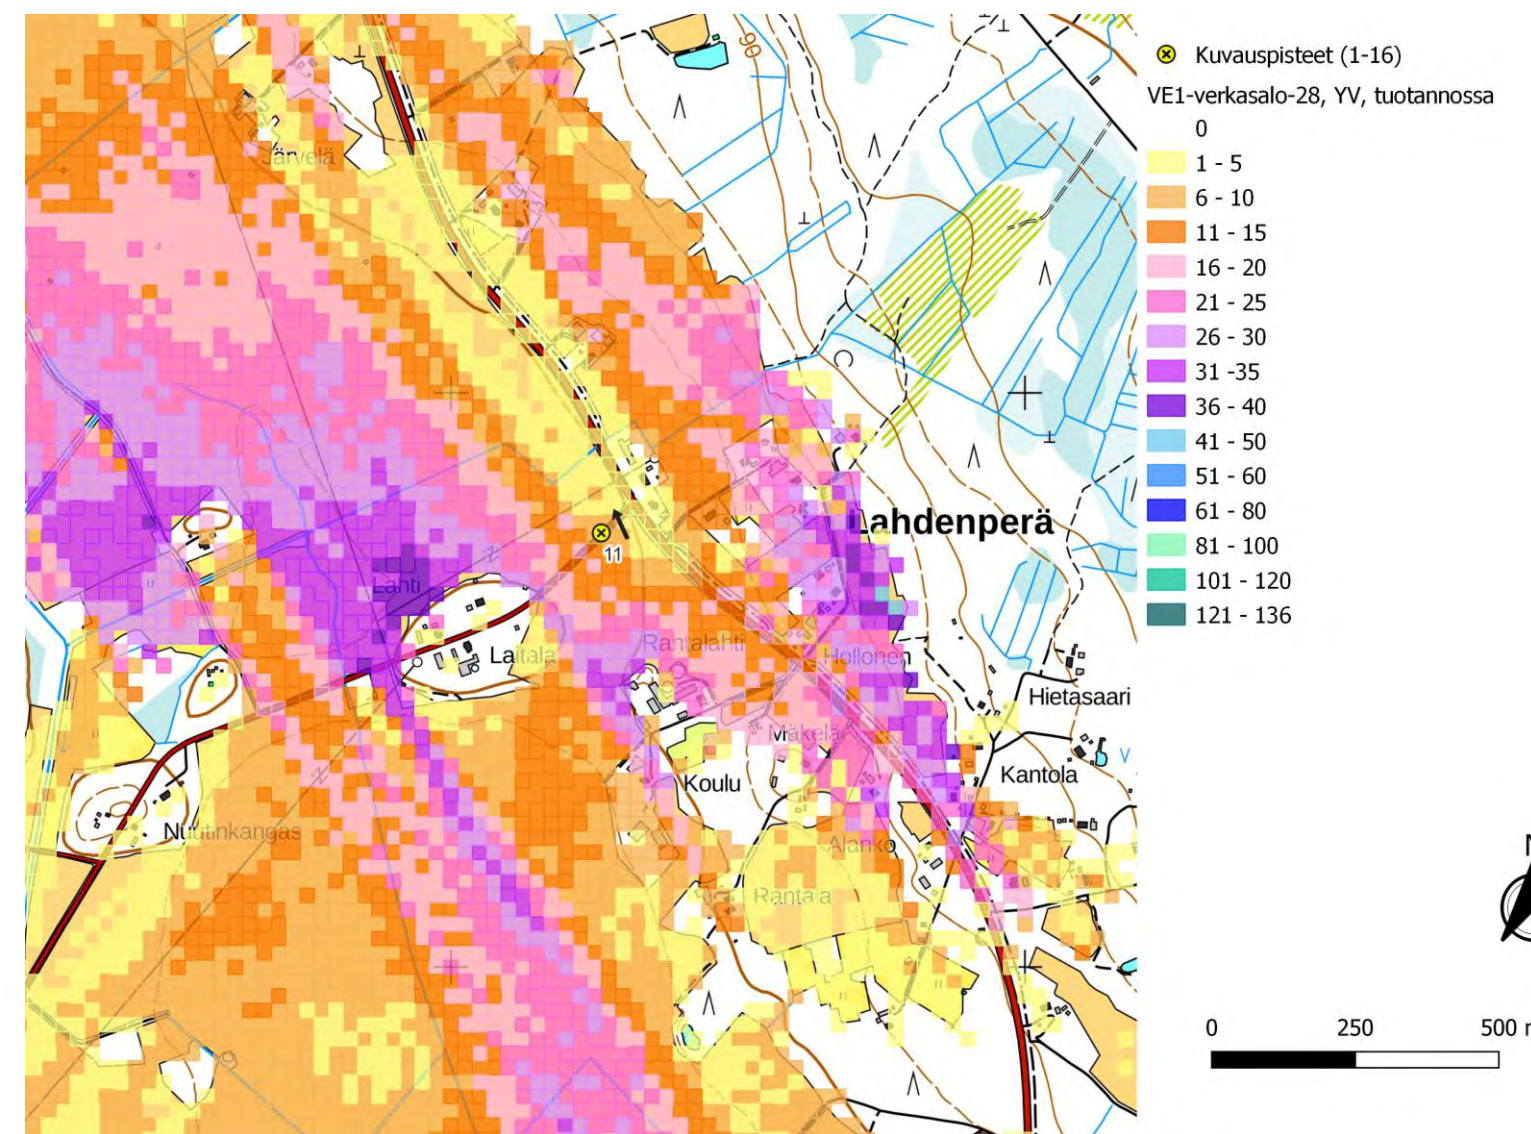 90
Kuvauspisteet (1-16)
VE1-verkasalo-28, YV, tuotannossa
0
1 - 5
6 - 10
11 - 15
16 - 20
21 - 25
26 - 30
31 -35
36 - 40
41 - 50
51 - 60
61 - 80
81 - 100
101 - 120
121 - 136
Järvelä
Lahdenperä
11
Lahti
Laitala
Rantalahti
Hollonen
Hietasaari
Mäkelä
Koulu
Kantola
Nuutinkangas
Alanko
Rantala
N
0 250 500